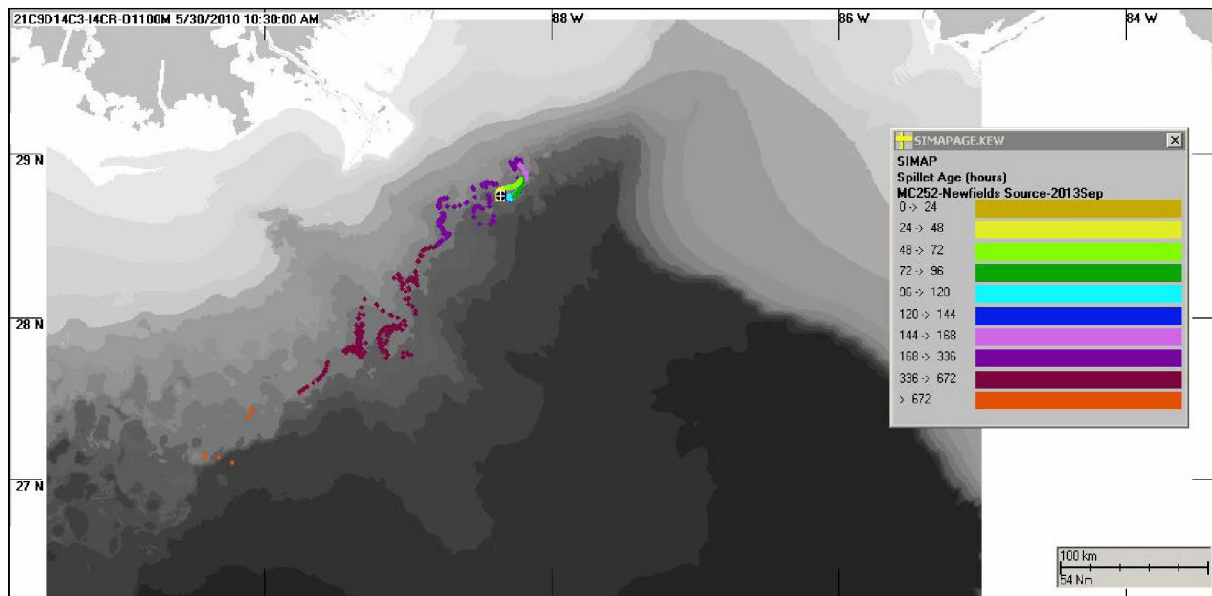 21C9D14C3-I4CR-01100M 5/30/2010 10:30:00 AM
88 W
86 W
84 W
29 N
28 N
27 N
SIMAPAGE.KEW
SIMAP
Spillet Age (hours)
MC252-Newfields Source-2013Sep
0 -> 24
24 -> 48
48 -> 72
72 -> 96
96 -> 120
120 -> 144
144 -> 168
168 -> 336
336 -> 672
> 672
100 km
54 Nm